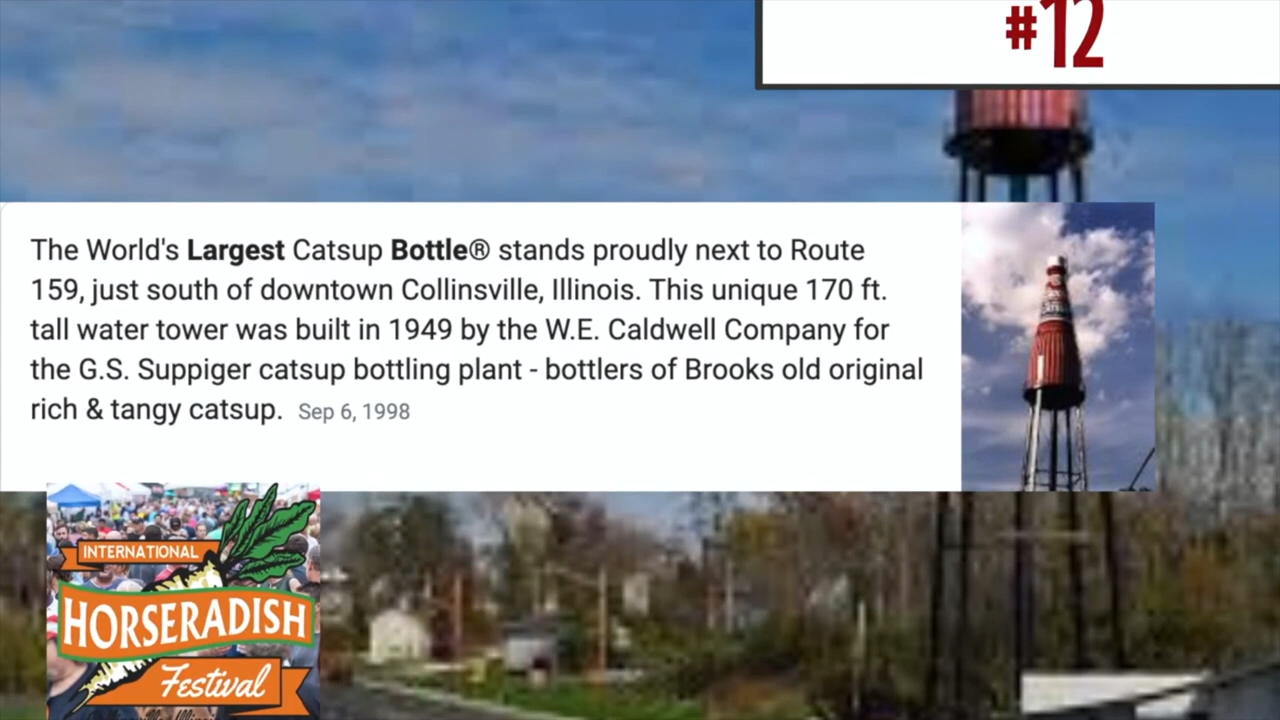 #12
The World's Largest Catsup Bottle® stands proudly next to Route
159, just south of downtown Collinsville, Illinois. This unique 170 ft.
tall water tower was built in 1949 by the W.E. Caldwell Company for
the G.S. Suppiger catsup bottling plant - bottlers of Brooks old original
rich & tangy catsup. Sep 6, 1998
INTERNATIONAL
HORSERADISH
Festival